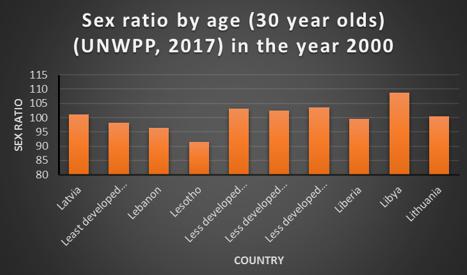 Sex ratio by age (30 year olds)
(UNWPP, 2017) in the year 2000
115
110
105
100
95
90
85
80
SEX RATIO
Latvia
Least developed...
Lebanon
Lesotho
Less developed...
Less developed...
Less developed...
Liberia
Libya
Lithuania
COUNTRY